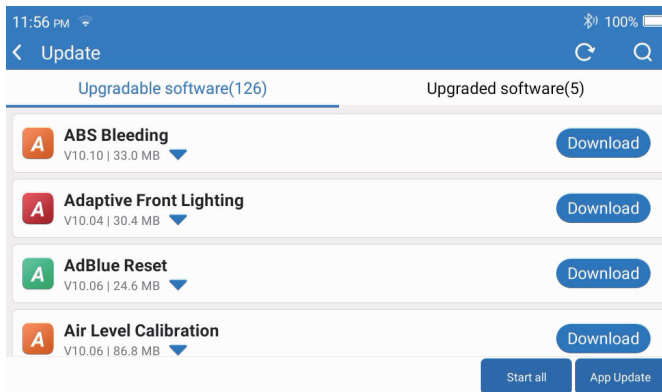 11:56 PM 100%
Update
Upgradable software(126) Upgraded software(5)
A ABS Bleeding
V10.10 | 33.0 MB
Download
A Adaptive Front Lighting
V10.04 | 30.4 MB
Download
A AdBlue Reset
V10.06 | 24.6 MB
Download
A Air Level Calibration
V10.06 | 86.8 MB
Download
Start all App Update